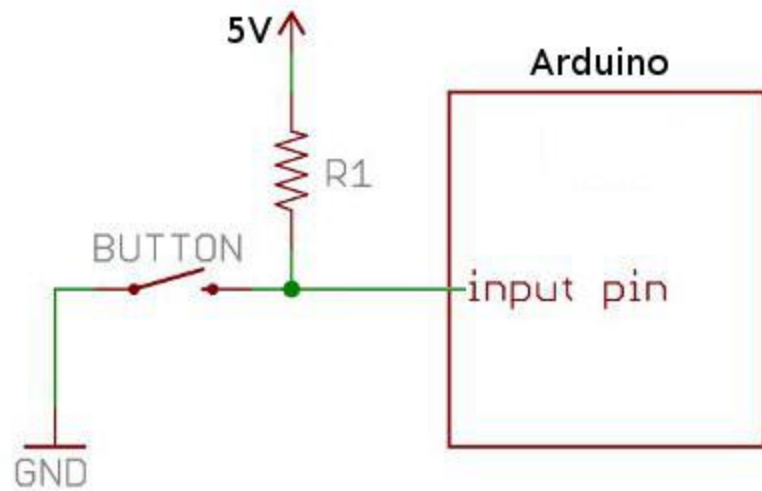 5V
Arduino
R1
BUTTON
input pin
GND